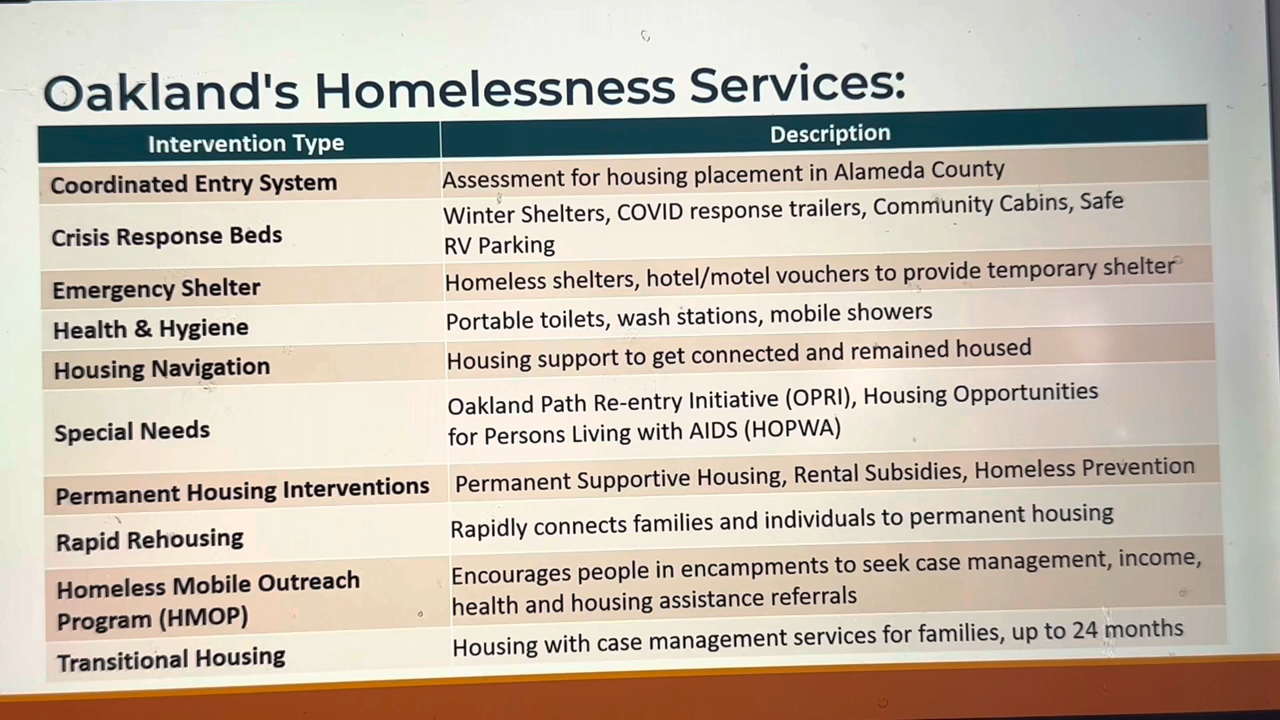 Oakland's Homelessness Services:
Intervention Type Description
Coordinated Entry System Assessment for housing placement in Alameda County
Crisis Response Beds Winter Shelters, COVID response trailers, Community Cabins, Safe
RV Parking
Emergency Shelter Homeless shelters, hotel/motel vouchers to provide temporary shelter
Health & Hygiene Portable toilets, wash stations, mobile showers
Housing Navigation Housing support to get connected and remained housed
Special Needs Oakland Path Re-entry Initiative (OPRI), Housing Opportunities
for Persons Living with AIDS (HOPWA)
Permanent Housing Interventions Permanent Supportive Housing, Rental Subsidies, Homeless Prevention
Rapid Rehousing Rapidly connects families and individuals to permanent housing
Homeless Mobile Outreach Encourages people in encampments to seek case management, income,
Program (HMOP) health and housing assistance referrals
Transitional Housing Housing with case management services for families, up to 24 months